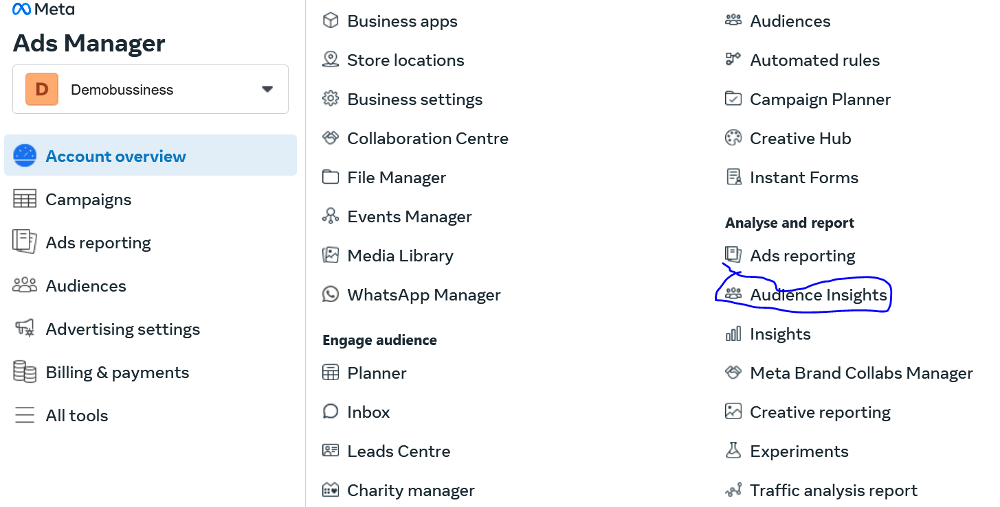 Meta
Ads Manager
D
Demobussiness
Account overview
Campaigns
Ads reporting
Audiences
Advertising settings
Billing & payments
All tools
Business apps
Store locations
Business settings
Collaboration Centre
File Manager
Events Manager
Media Library
WhatsApp Manager
Engage audience
Planner
Inbox
Leads Centre
Charity manager
Audiences
Automated rules
Campaign Planner
Creative Hub
Instant Forms
Analyse and report
Ads reporting
Audience Insights
Insights
Meta Brand Collabs Manager
Creative reporting
Experiments
Traffic analysis report